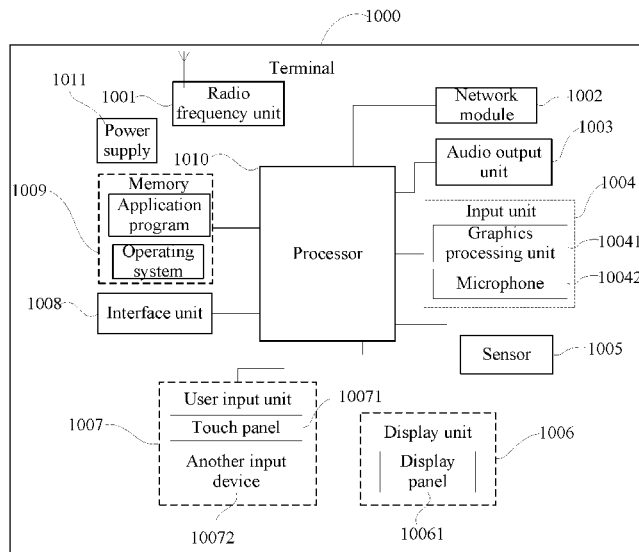 1000
Terminal
1011
1001
Radio
frequency unit
Network
module
1002
Power
supply
1003
1010
Audio output
unit
1009
Memory
Application
program
Operating
system
Processor
1004
Input unit
Graphics
processing unit
10041
Microphone
10042
1008
Interface unit
Sensor
1005
User input unit
10071
1007
Touch panel
Another input
device
10072
Display unit
1006
Display
panel
10061